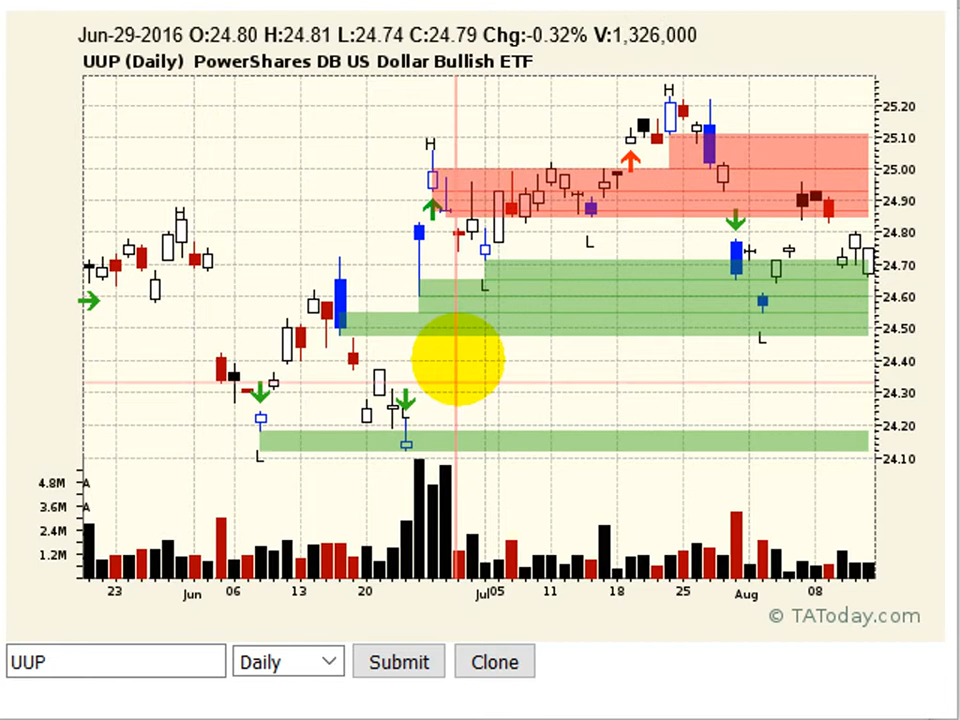 Jun-29-2016 O:24.80 H:24.81 L:24.74 C:24.79 Chg:-0.32% V:1,326,000
UUP (Daily) PowerShares DB US Dollar Bullish ETF
H
25.20
25.10
H
25.00
24.90
H
24.80
L
24.70
L
24.60
24.50
L
24.40
24.30
24.20
L
24.10
4.8M A
3.6M A
2.4M
1.2M
23 Jun 06 13 20 Jul05 11 18 25 Aug 08
© TAToday.com
UUP Daily Submit Clone